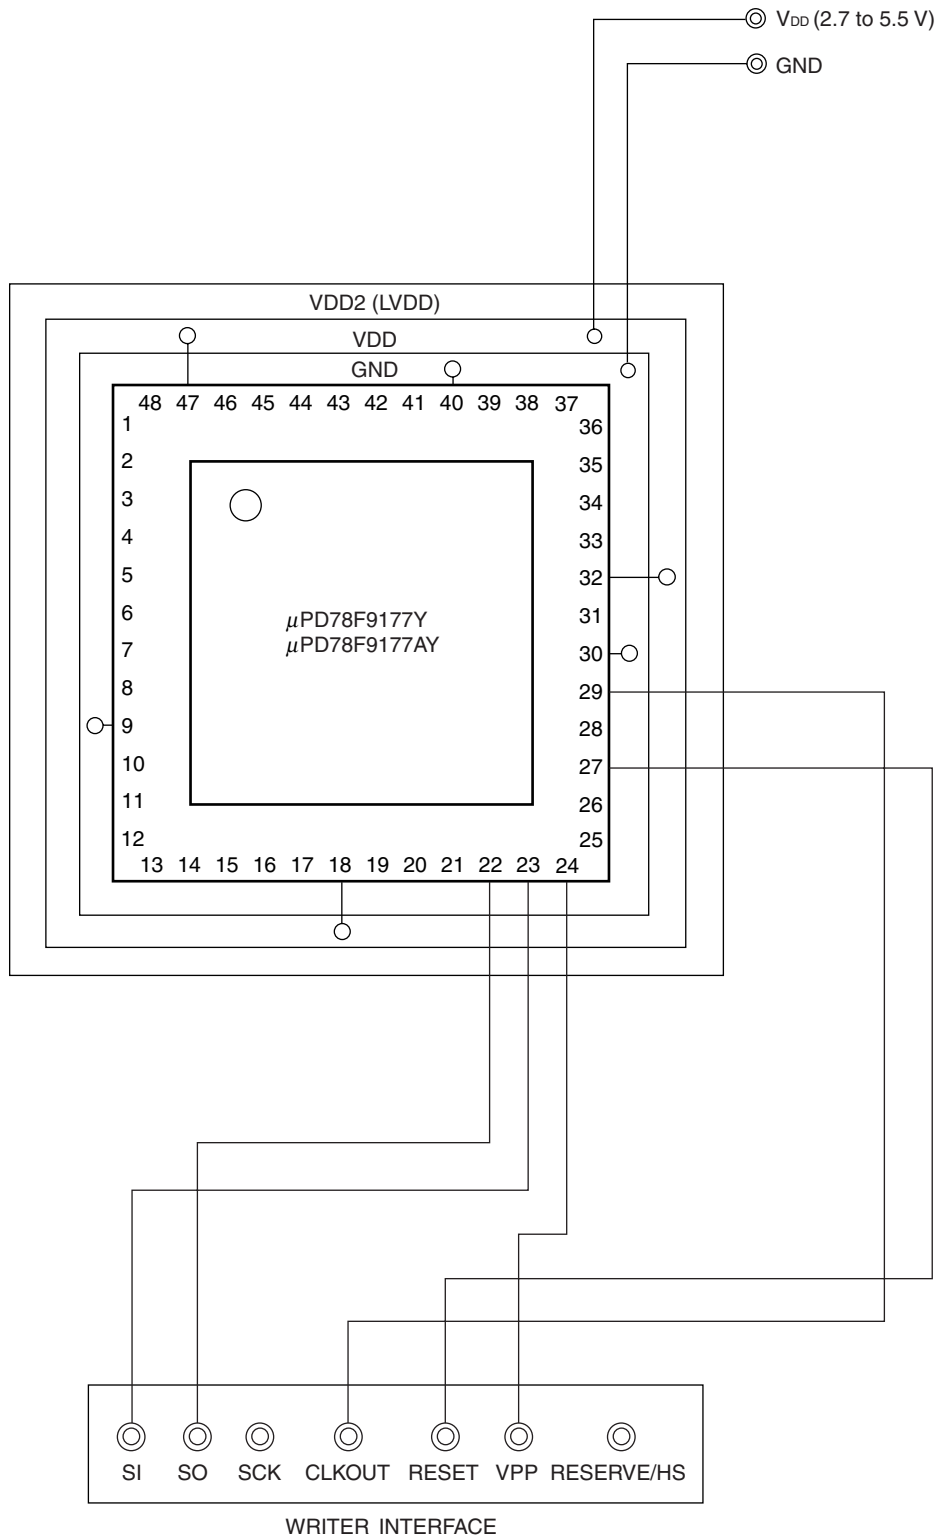 VDD (2.7 to 5.5 V)
GND
VDD2 (LVDD)
VDD
GND
48 47 46 45 44 43 42 41 40 39 38 37
1 36
2 35
3 34
4 33
5 32
6 31
7 30
8 29
9 28
10 27
11 26
12 25
μPD78F9177Y
μPD78F9177AY
13 14 15 16 17 18 19 20 21 22 23 24
SI SO SCK CLKOUT RESET VPP RESERVE/HS
WRITER INTERFACE